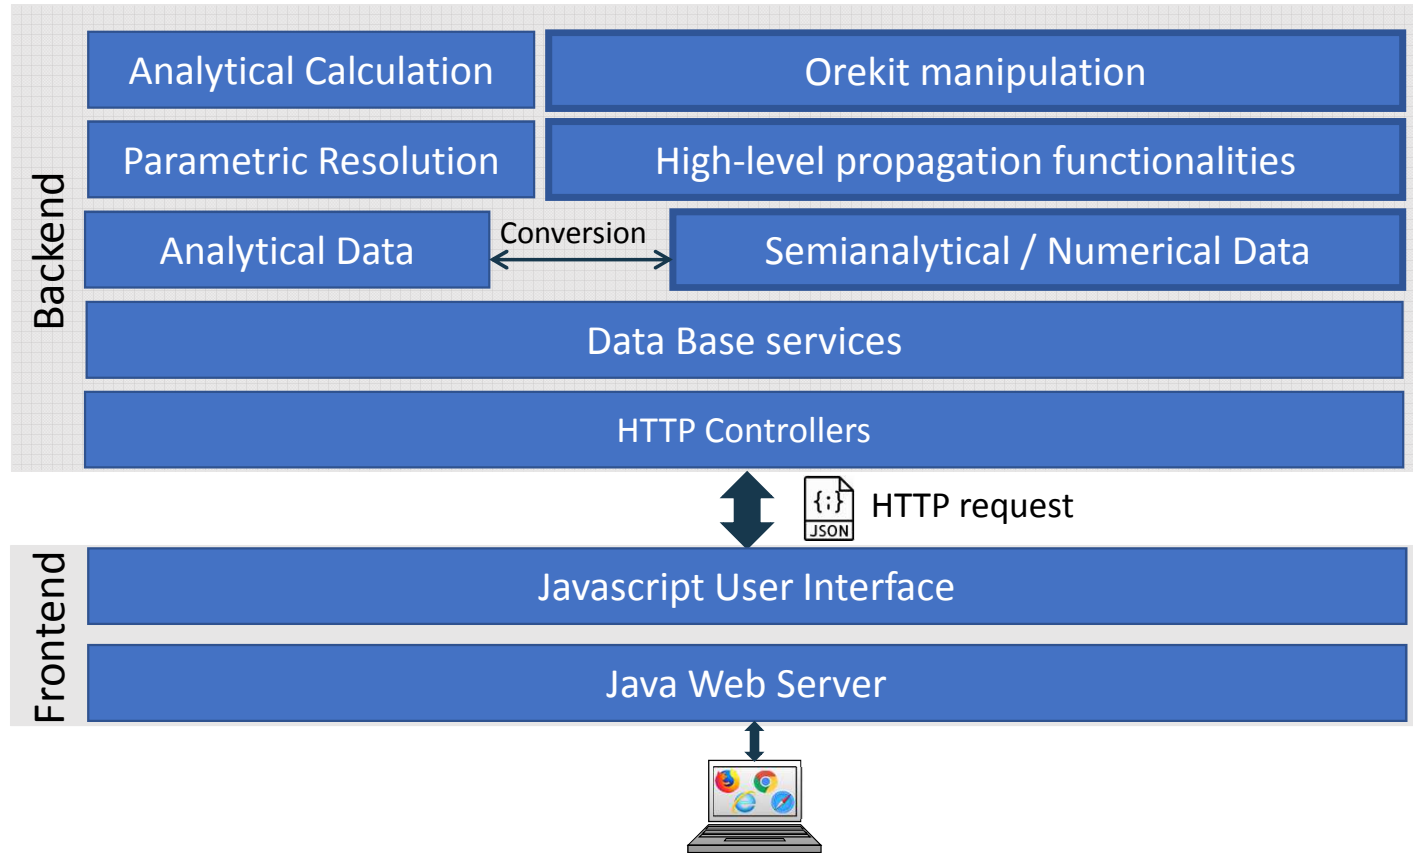 Backend
Analytical Calculation
Orekit manipulation
Parametric Resolution
High-level propagation functionalities
Analytical Data
Conversion
Semianalytical / Numerical Data
Data Base services
HTTP Controllers
{;}
JSON
HTTP request
Frontend
Javascript User Interface
Java Web Server